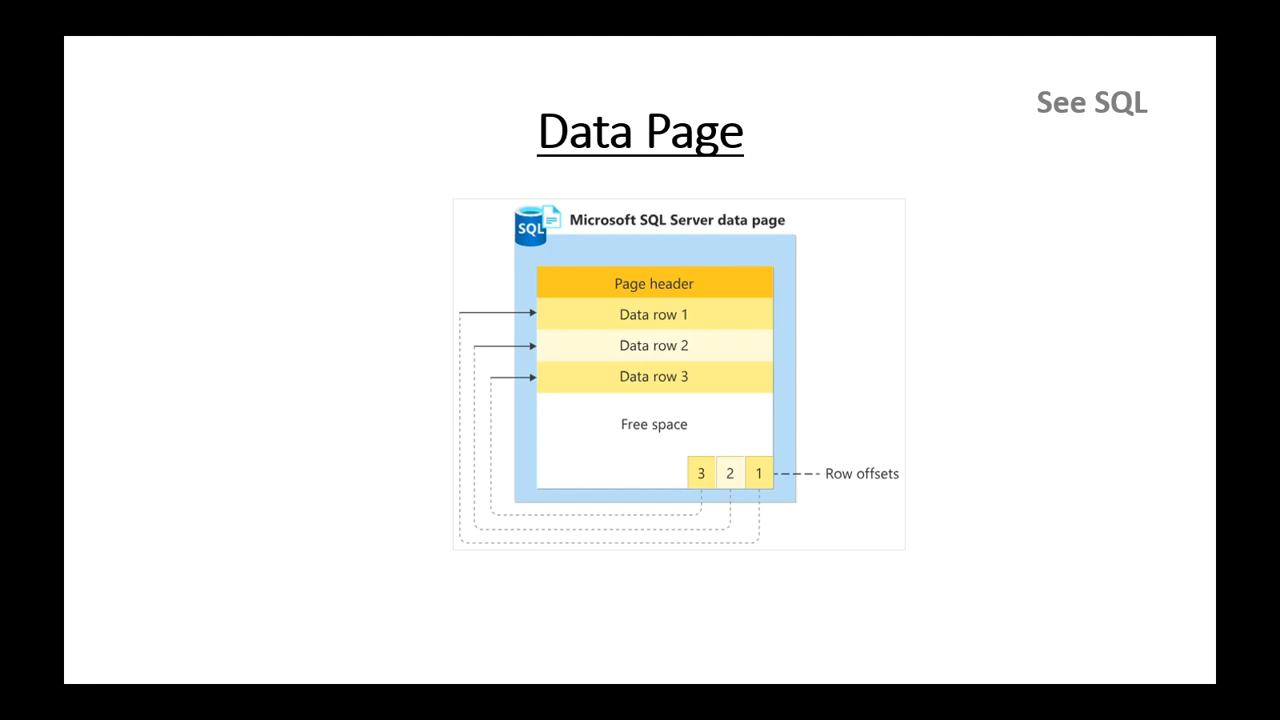 See SQL
Data Page
SQL
Microsoft SQL Server data page
Page header
Data row 1
Data row 2
Data row 3
Free space
3 2 1 Row offsets